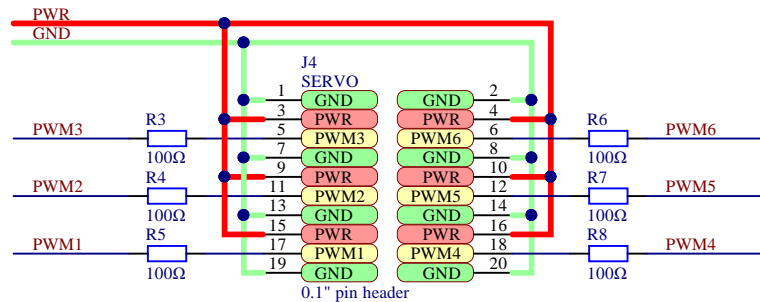 PWR
GND
J4
SERVO
1 GND GND 2
3 PWR PWR 4
PWM3 R3 100Ω 5 PWM3 PWM6 6 R6 100Ω PWM6
7 GND GND 8
9 PWR PWR 10
PWM2 R4 100Ω 11 PWM2 PWM5 12 R7 100Ω PWM5
13 GND GND 14
15 PWR PWR 16
PWM1 R5 100Ω 17 PWM1 PWM4 18 R8 100Ω PWM4
19 GND GND 20
0.1" pin header